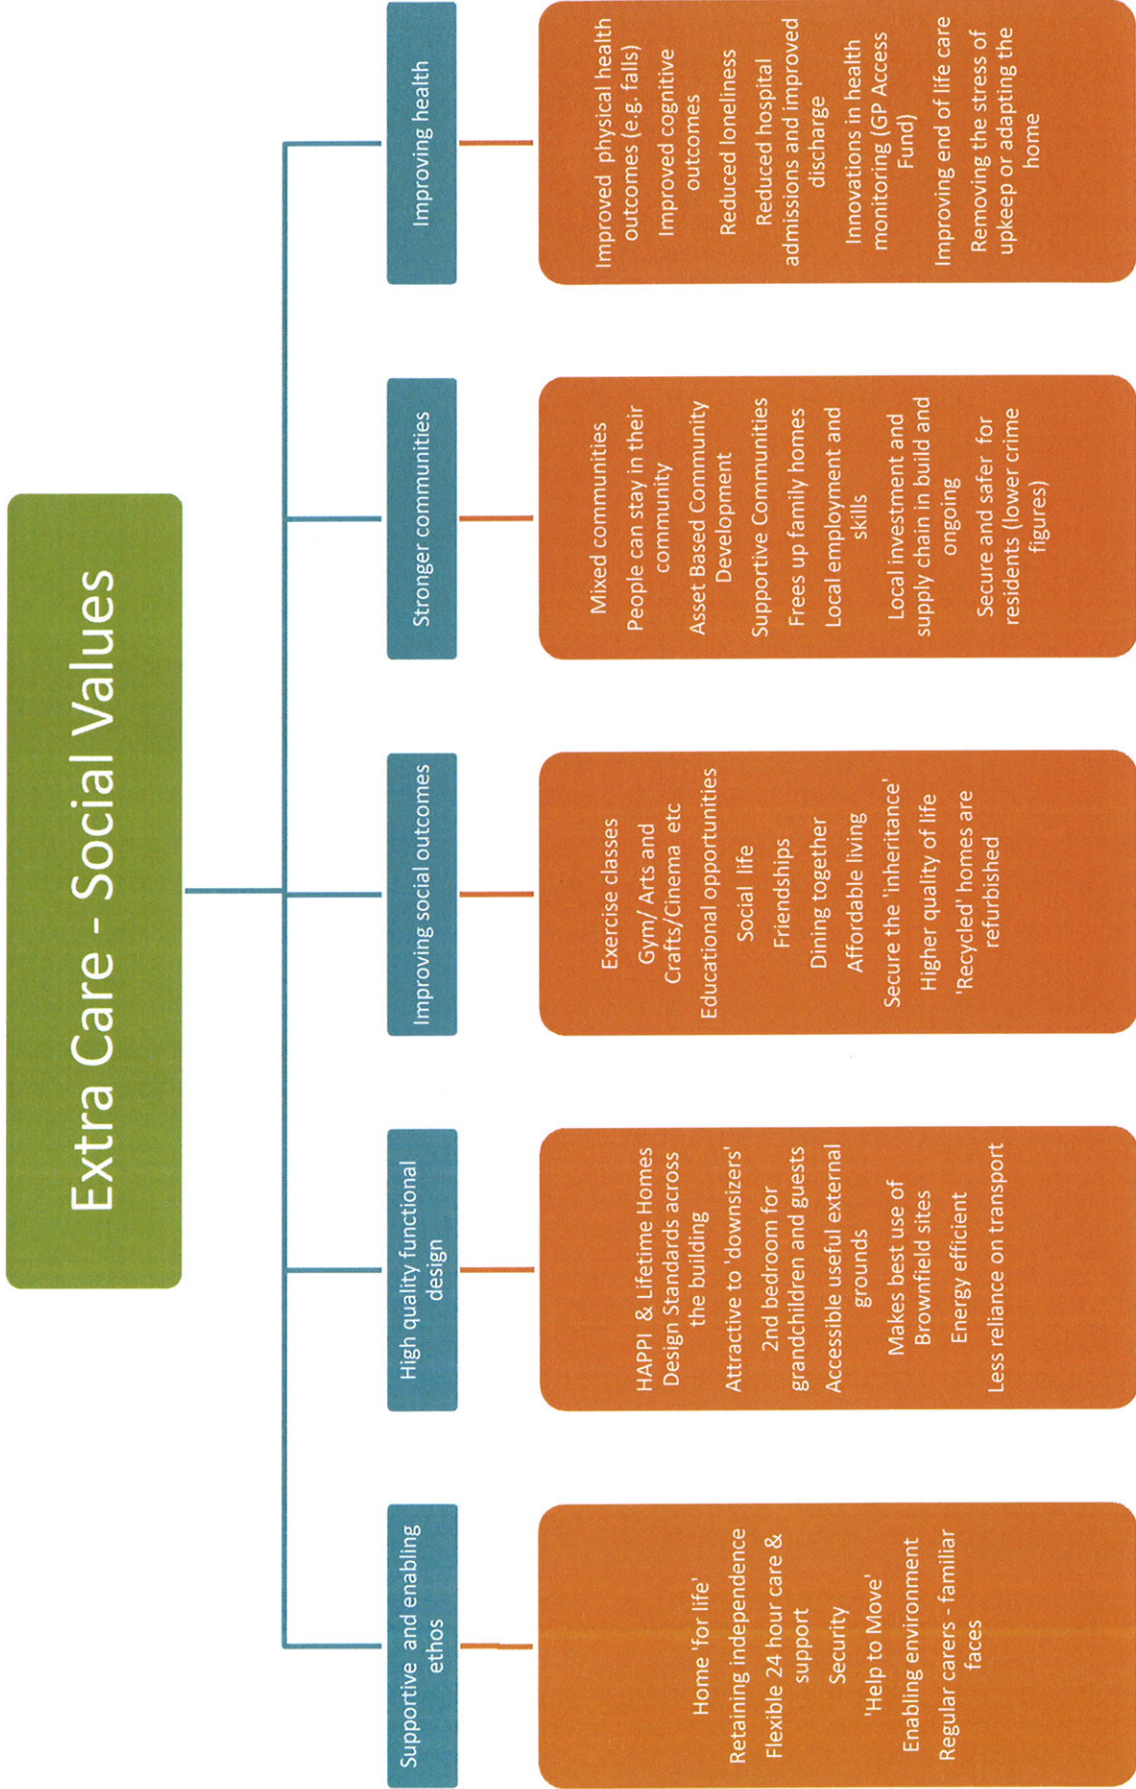 Extra Care - Social Values
Supportive and enabling
ethos
Home 'for life'
Retaining independence
Flexible 24 hour care &
support
Security
'Help to Move'
Enabling environment
Regular carers - familiar
faces
High quality functional
design
HAPPI & Lifetime Homes
Design Standards across
the building
Attractive to 'downsizers'
2nd bedroom for
grandchildren and guests
Accessible useful external
grounds
Makes best use of
Brownfield sites
Energy efficient
Less reliance on transport
Improving social outcomes
Exercise classes
Gym/ Arts and
Crafts/Cinema etc
Educational opportunities
Social life
Friendships
Dining together
Affordable living
Secure the 'inheritance'
Higher quality of life
'Recycled' homes are
refurbished
Stronger communities
Mixed communities
People can stay in their
community
Asset Based Community
Development
Supportive Communities
Frees up family homes
Local employment and
skills
Local investment and
supply chain in build and
ongoing
Secure and safer for
residents (lower crime
figures)
Improving health
Improved physical health
outcomes (e.g. falls)
Improved cognitive
outcomes
Reduced loneliness
Reduced hospital
admissions and improved
discharge
Innovations in health
monitoring (GP Access
Fund)
Improving end of life care
Removing the stress of
upkeep or adapting the
home